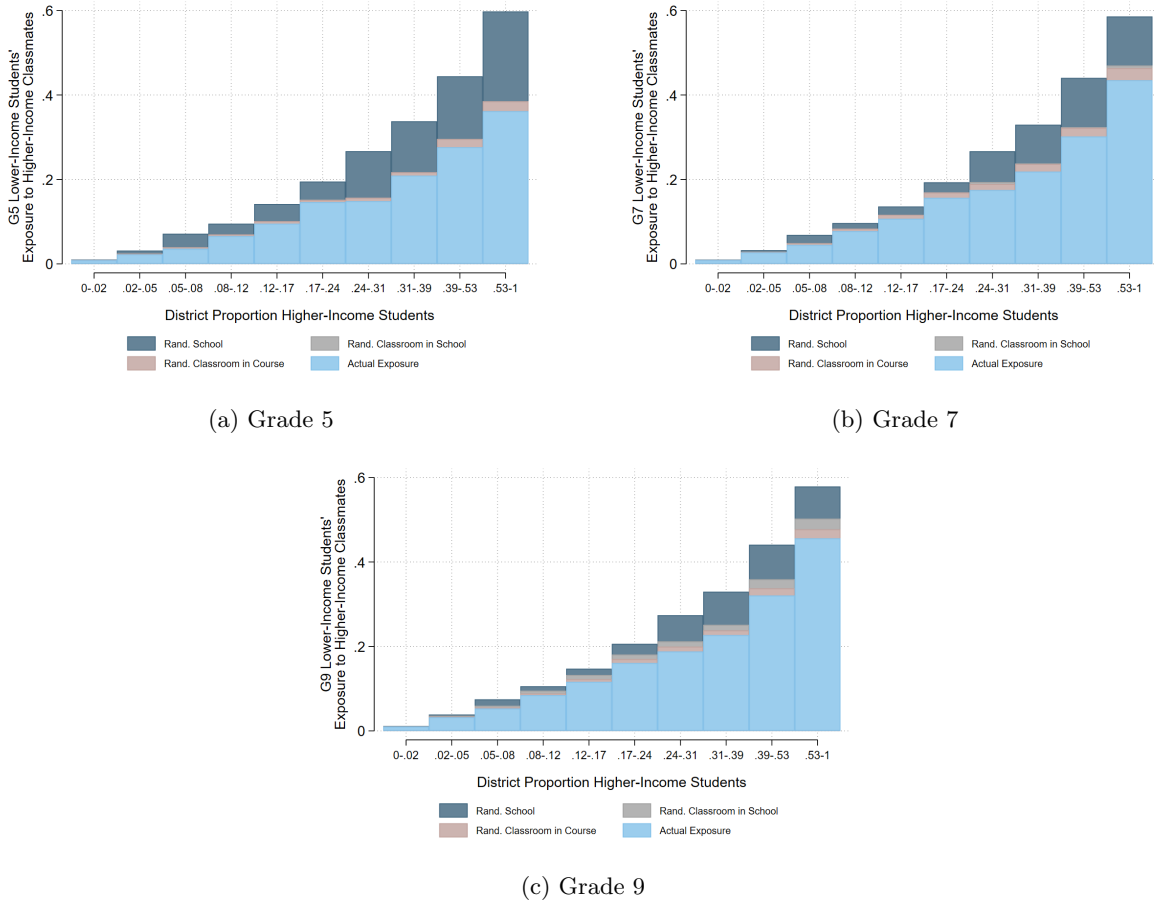 G5 Lower-Income Students'
Exposure to Higher-Income Classmates
.6
.4
.2
0
0-.02 .02-.05 .05-.08 .08-.12 .12-.17 .17-.24 .24-.31 .31-.39 .39-.53 .53-1
District Proportion Higher-Income Students
Rand. School Rand. Classroom in School
Rand. Classroom in Course Actual Exposure
(a) Grade 5
G7 Lower-Income Students'
Exposure to Higher-Income Classmates
.6
.4
.2
0
0-.02 .02-.05 .05-.08 .08-.12 .12-.17 .17-.24 .24-.31 .31-.39 .39-.53 .53-1
District Proportion Higher-Income Students
Rand. School Rand. Classroom in School
Rand. Classroom in Course Actual Exposure
(b) Grade 7
G9 Lower-Income Students'
Exposure to Higher-Income Classmates
.6
.4
.2
0
0-.02 .02-.05 .05-.08 .08-.12 .12-.17 .17-.24 .24-.31 .31-.39 .39-.53 .53-1
District Proportion Higher-Income Students
Rand. School Rand. Classroom in School
Rand. Classroom in Course Actual Exposure
(c) Grade 9